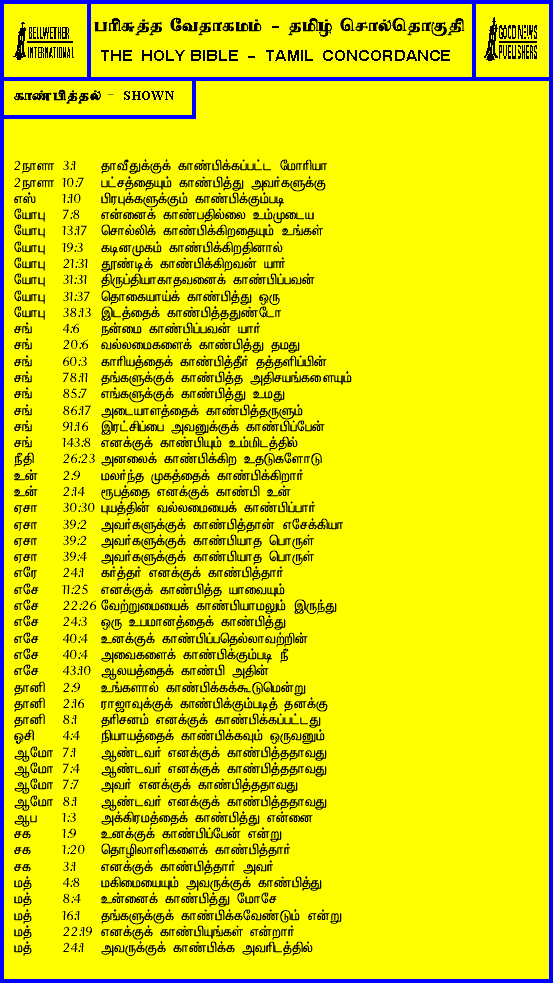 BELLWETHER
INTERNATIONAL
பரிசுத்த வேதாகமம் - தமிழ் சொல்தொகுதி
THE HOLY BIBLE - TAMIL CONCORDANCE
GOOD NEWS
PUBLISHERS
காண்பித்தல் - SHOWN
2நாளா 3:1 தாவீதுக்குக் காண்பிக்கப்பட்ட மோரியா
2நாளா 10:7 பட்சத்தையும் காண்பித்து அவர்களுக்கு
எஸ் 1:10 பிரபுக்களுக்கும் காண்பிக்கும்படி
யோபு 7:8 என்னைக் காண்பதில்லை உம்முடைய
யோபு 13:17 சொல்லிக் காண்பிக்கிறதையும் உங்கள்
யோபு 19:3 கடினமுகம் காண்பிக்கிறதினால்
யோபு 21:31 தூண்டிக் காண்பிக்கிறவன் யார்
யோபு 31:31 திருப்தியாகாதவனைக் காண்பிப்பவன்
யோபு 31:37 தொகையாய்க் காண்பித்து ஒரு
யோபு 38:13 இடத்தைக் காண்பித்ததுண்டோ
சங் 4:6 நன்மை காண்பிப்பவன் யார்
சங் 20:6 வல்லமைகளைக் காண்பித்து தமது
சங் 60:3 காரியத்தைக் காண்பித்தீர் தத்தளிப்பின்
சங் 78:11 தங்களுக்குக் காண்பித்த அதிசயங்களையும்
சங் 85:7 எங்களுக்குக் காண்பித்து உமது
சங் 86:17 அடையாளத்தைக் காண்பித்தருளும்
சங் 91:16 இரட்சிப்பை அவனுக்குக் காண்பிப்பேன்
சங் 143:8 எனக்குக் காண்பியும் உம்மிடத்தில்
நீதி 26:23 அனலைக் காண்பிக்கிற உதடுகளோடு
உன் 2:9 மலர்ந்த முகத்தைக் காண்பிக்கிறார்
உன் 2:14 ரூபத்தை எனக்குக் காண்பி உன்
ஏசா 30:30 புயத்தின் வல்லமையைக் காண்பிப்பார்
ஏசா 39:2 அவர்களுக்குக் காண்பித்தான் எசேக்கியா
ஏசா 39:2 அவர்களுக்குக் காண்பியாத பொருள்
ஏசா 39:4 அவர்களுக்குக் காண்பியாத பொருள்
எரே 24:1 கர்த்தர் எனக்குக் காண்பித்தார்
எசே 11:25 எனக்குக் காண்பித்த யாவையும்
எசே 22:26 வேற்றுமையைக் காண்பியாமலும் இருந்து
எசே 24:3 ஒரு உபமானத்தைக் காண்பித்து
எசே 40:4 உனக்குக் காண்பிப்பதெல்லாவற்றின்
எசே 40:4 அவைகளைக் காண்பிக்கும்படி நீ
எசே 43:10 ஆலயத்தைக் காண்பி அதின்
தானி 2:9 உங்களால் காண்பிக்கக்கூடுமென்று
தானி 2:16 ராஜாவுக்குக் காண்பிக்கும்படித் தனக்கு
தானி 8:1 தரிசனம் எனக்குக் காண்பிக்கப்பட்டது
ஓசி 4:4 நியாயத்தைக் காண்பிக்கவும் ஒருவனும்
ஆமோ 7:1 ஆண்டவர் எனக்குக் காண்பித்ததாவது
ஆமோ 7:4 ஆண்டவர் எனக்குக் காண்பித்ததாவது
ஆமோ 7:7 அவர் எனக்குக் காண்பித்ததாவது
ஆமோ 8:1 ஆண்டவர் எனக்குக் காண்பித்ததாவது
ஆப 1:3 அக்கிரமத்தைக் காண்பித்து என்னை
சக 1:9 உனக்குக் காண்பிப்பேன் என்று
சக 1:20 தொழிலாளிகளைக் காண்பித்தார்
சக 3:1 எனக்குக் காண்பித்தார் அவர்
மத் 4:8 மகிமையையும் அவருக்குக் காண்பித்து
மத் 8:4 உன்னைக் காண்பித்து மோசே
மத் 16:1 தங்களுக்குக் காண்பிக்கவேண்டும் என்று
மத் 22:19 எனக்குக் காண்பியுங்கள் என்றார்
மத் 24:1 அவருக்குக் காண்பிக்க அவரிடத்தில்